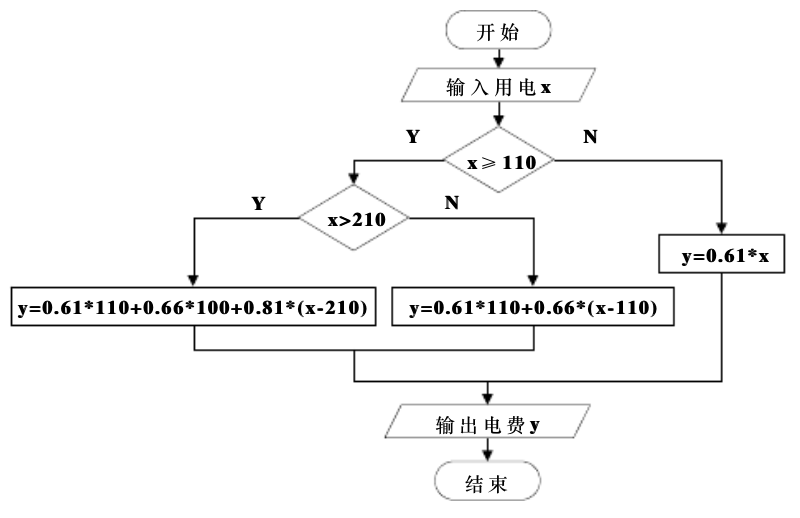 开始
输入用电x
Y
N
x≥110
Y
N
x>210
y=0.61*x
y=0.61*110+0.66*100+0.81*(x-210)
y=0.61*110+0.66*(x-110)
输出电费y
结束